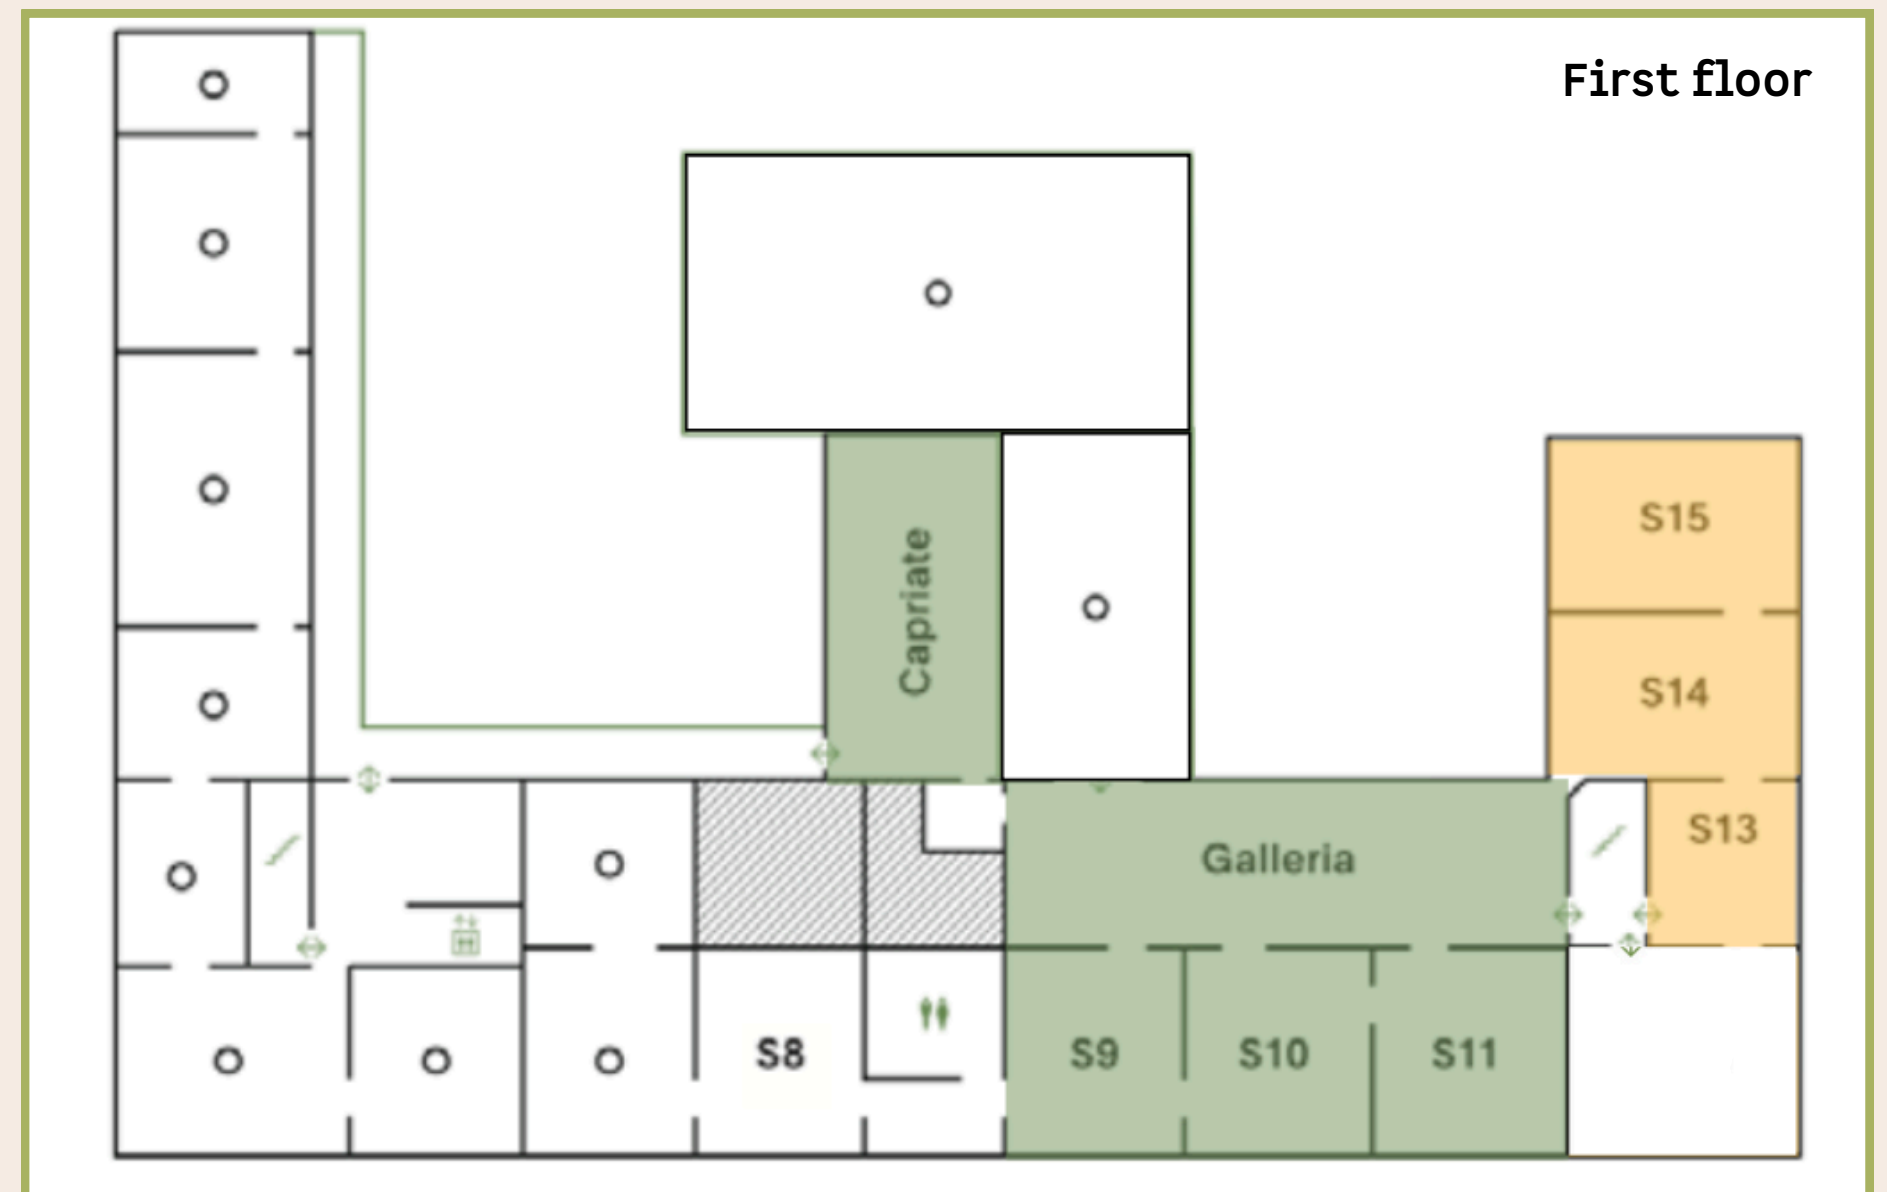 First floor
Capriate
S15
S14
S13
Galleria
S8
S9
S10
S11